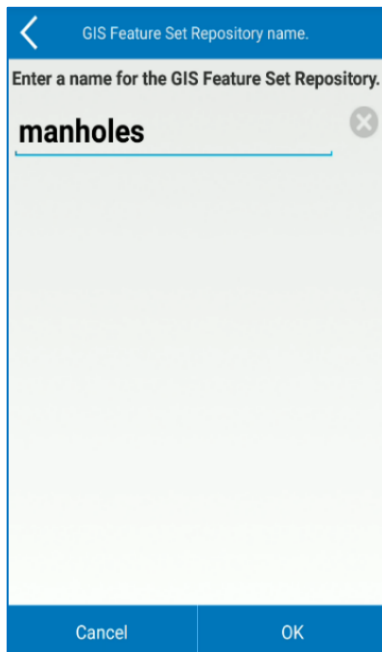 GIS Feature Set Repository name.
Enter a name for the GIS Feature Set Repository.
manholes
Cancel
OK